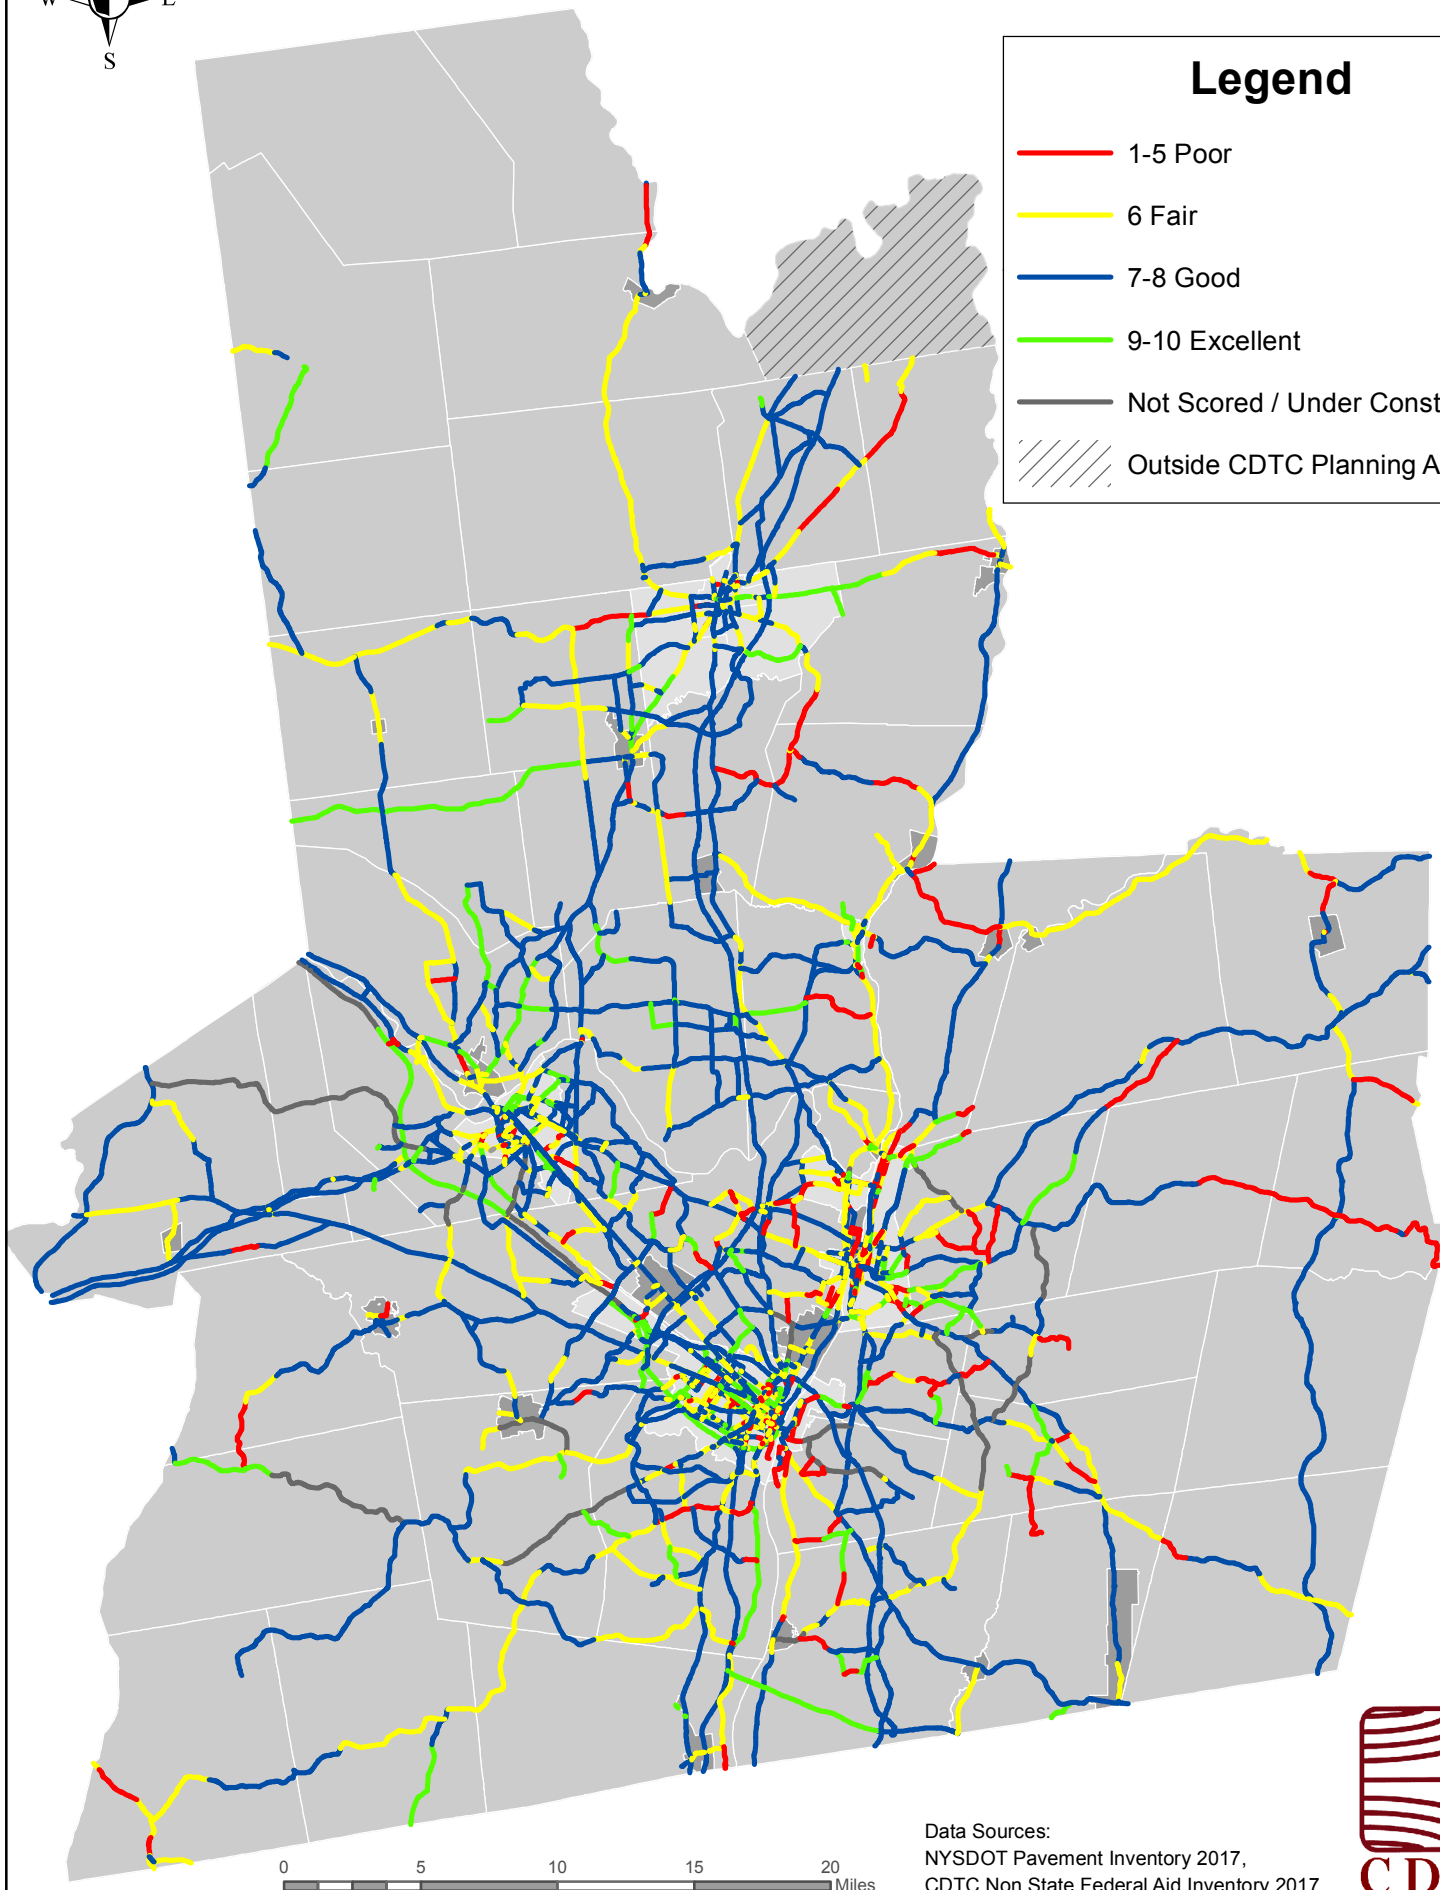 W
E
S
Legend
1-5 Poor
6 Fair
7-8 Good
9-10 Excellent
Not Scored / Under Const
Outside CDTC Planning A
Data Sources:
NYSDOT Pavement Inventory 2017,
CDTC Non State Federal Aid Inventory 2017
0 5 10 15 20
Miles
C D